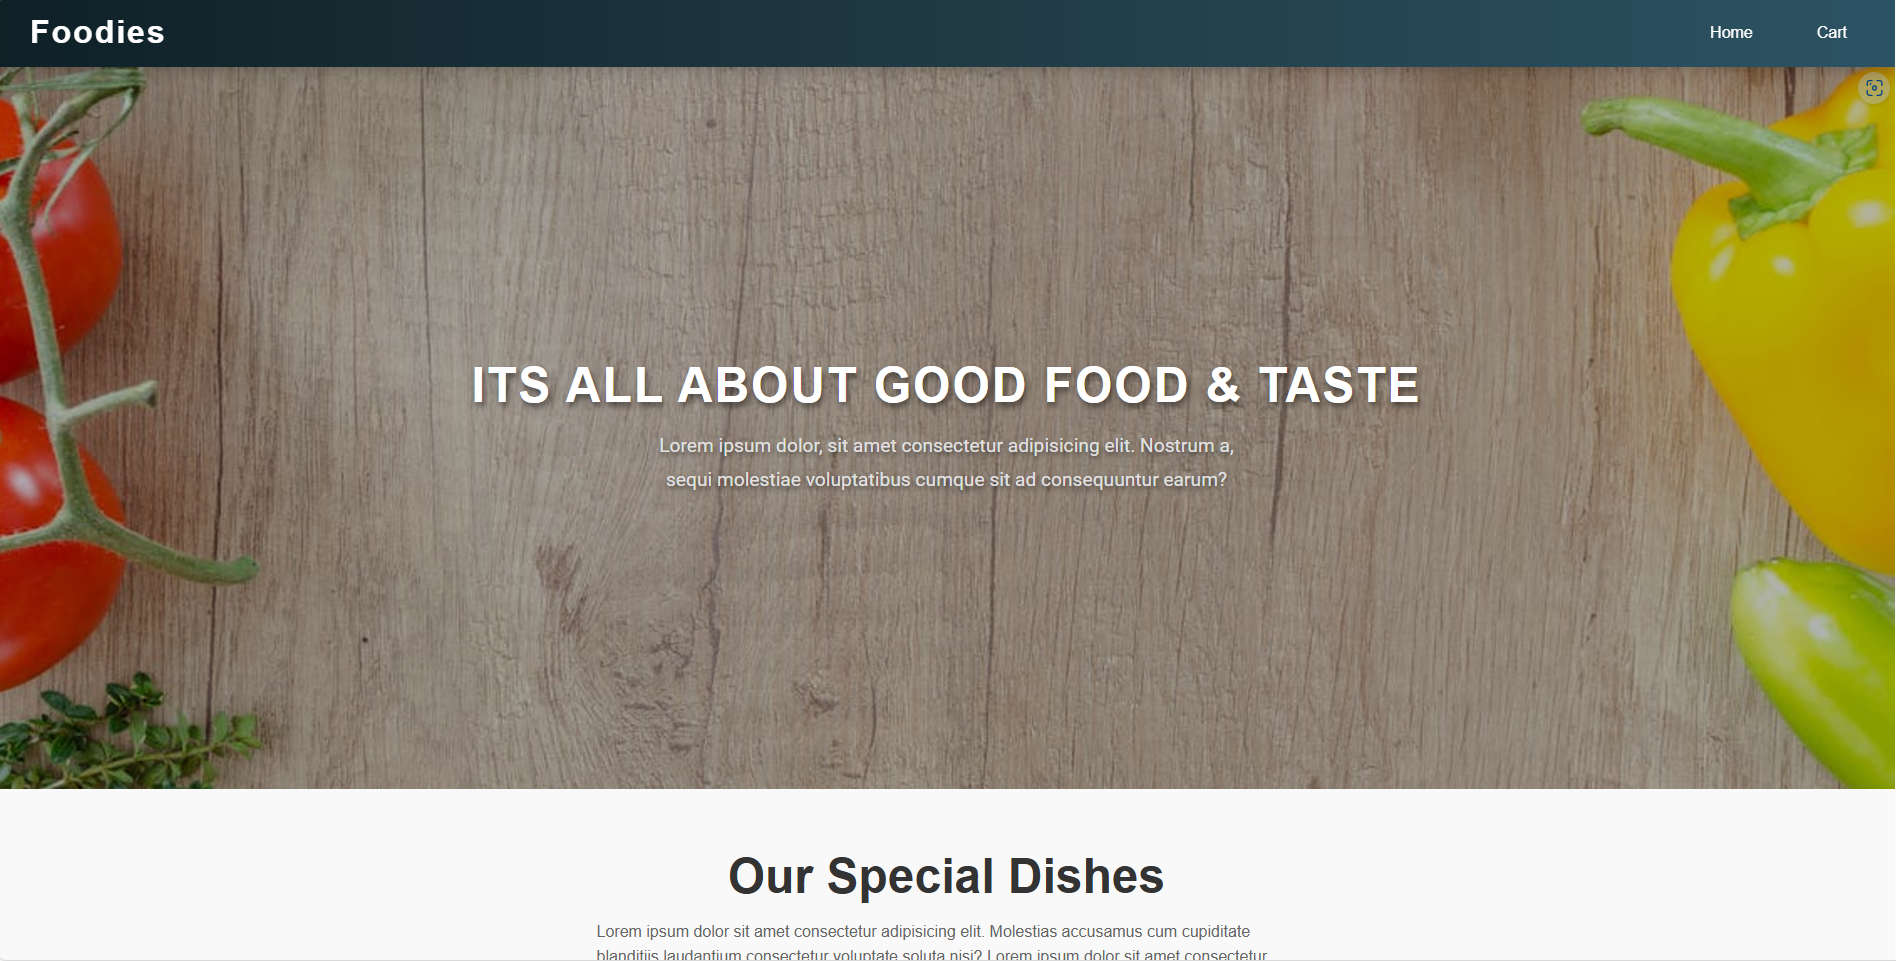 Foodies
Home
Cart
ITS ALL ABOUT GOOD FOOD & TASTE
Lorem ipsum dolor, sit amet consectetur adipisicing elit. Nostrum a,
sequi molestiae voluptatibus cumque sit ad consequuntur earum?
Our Special Dishes
Lorem ipsum dolor sit amet consectetur adipisicing elit. Molestias accusamus cum cupiditate
blanditiis laudantium consectetur voluptate soluta nisi? Lorem ipsum dolor sit amet consectetur